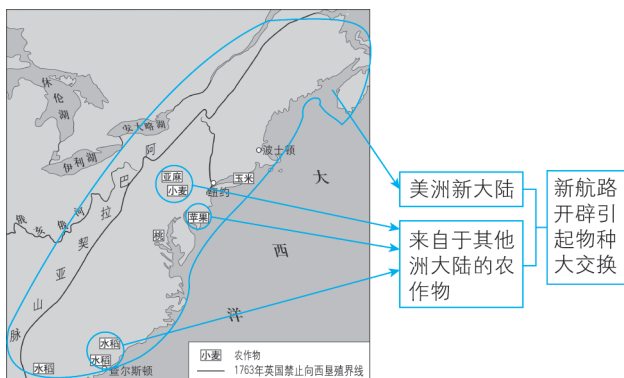 休伦湖
安大略湖
伊利湖
阿
巴
拉
契
亚
山
脉
俄亥俄河
波士顿
亚麻
小麦
玉米
纽约
苹果
桃
大
西
洋
水稻
水稻
水稻
查尔斯顿
小麦 农作物
1763年英国禁止向西垦殖界线
美洲新大陆
来自于其他
洲大陆的农
作物
新航路
开辟引
起物种
大交换